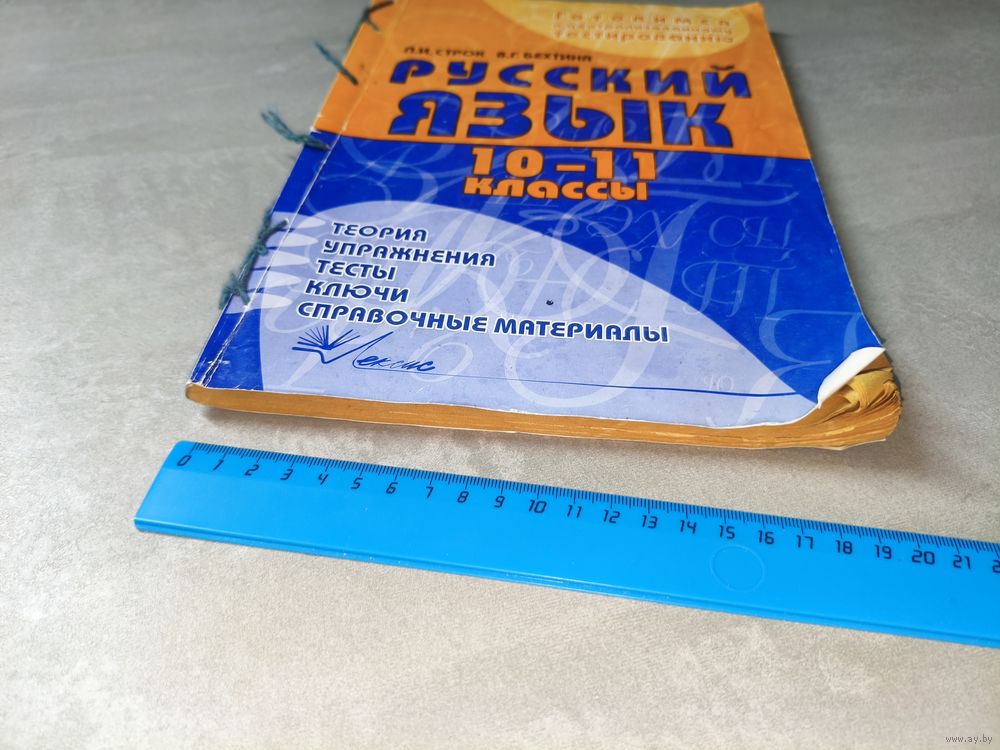 Готовимся
к централизованному
тестированию
Л.И. СТРОК В.Г. БЕХТИНА
РУССКИЙ
ЯЗЫК
10-11
классы
ТЕОРИЯ
УПРАЖНЕНИЯ
ТЕСТЫ
КЛЮЧИ
СПРАВОЧНЫЕ МАТЕРИАЛЫ
Лексис
0 1 2 3 4 5 6 7 8 9 10 11 12 13 14 15 16 17 18 19 20 21
www.ay.by